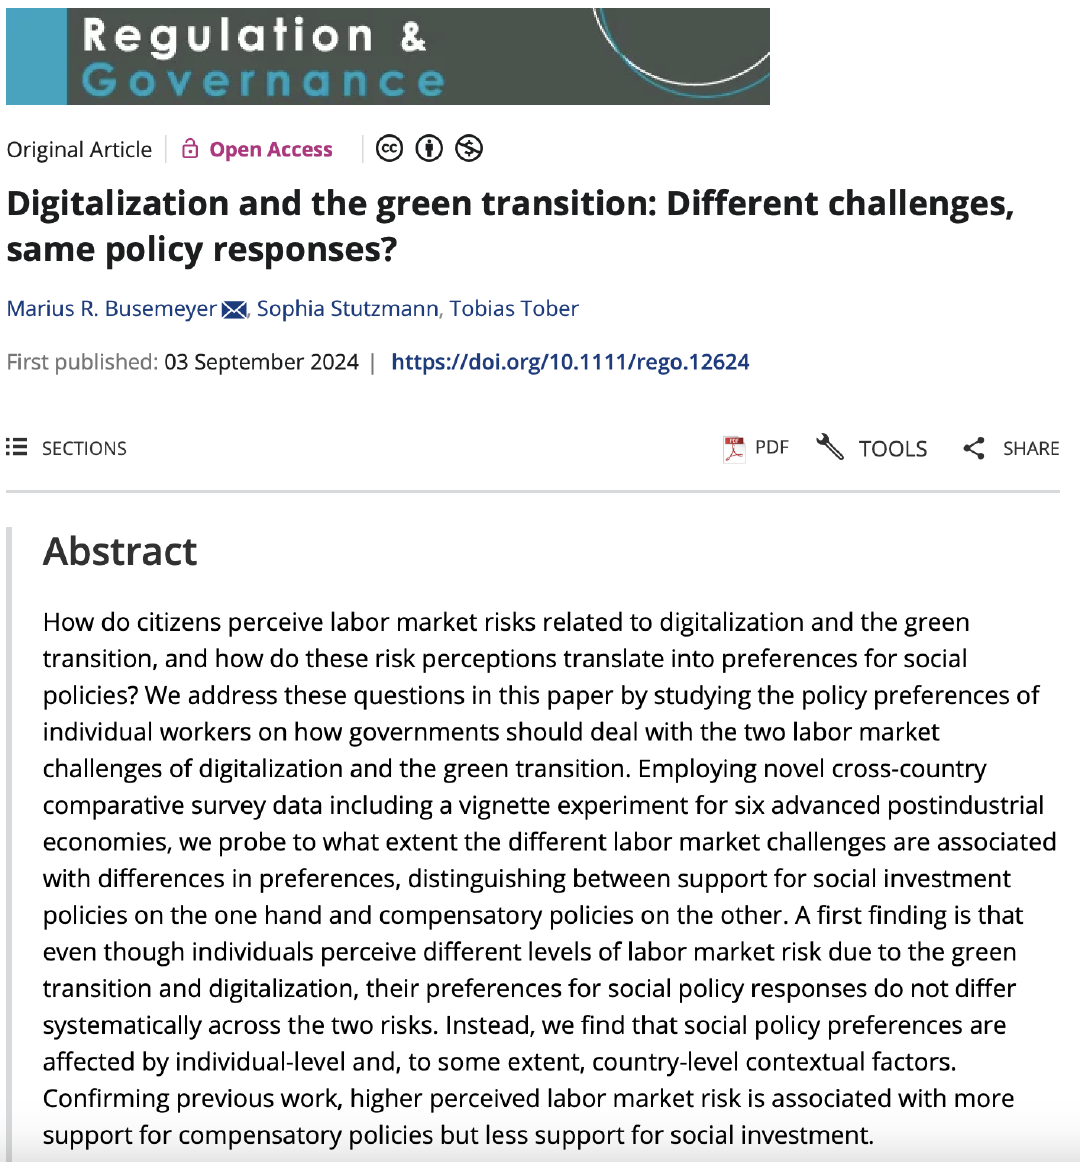 Regulation &
Governance
Original Article
Open Access
cc
Digitalization and the green transition: Different challenges,
same policy responses?
Marius R. Busemeyer, Sophia Stutzmann, Tobias Tober
First published: 03 September 2024 | https://doi.org/10.1111/rego.12624
SECTIONS
PDF
PDF
TOOLS
SHARE
Abstract
How do citizens perceive labor market risks related to digitalization and the green
transition, and how do these risk perceptions translate into preferences for social
policies? We address these questions in this paper by studying the policy preferences of
individual workers on how governments should deal with the two labor market
challenges of digitalization and the green transition. Employing novel cross-country
comparative survey data including a vignette experiment for six advanced postindustrial
economies, we probe to what extent the different labor market challenges are associated
with differences in preferences, distinguishing between support for social investment
policies on the one hand and compensatory policies on the other. A first finding is that
even though individuals perceive different levels of labor market risk due to the green
transition and digitalization, their preferences for social policy responses do not differ
systematically across the two risks. Instead, we find that social policy preferences are
affected by individual-level and, to some extent, country-level contextual factors.
Confirming previous work, higher perceived labor market risk is associated with more
support for compensatory policies but less support for social investment.